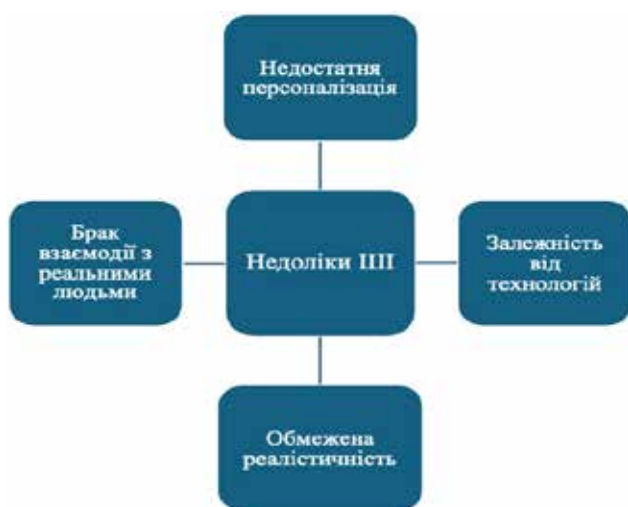 Недостатня
персоналізація
Брак
взаємодії з
реальними
людьми
Недоліки ШІ
Залежність
від
технологій
Обмежена
реалістичність